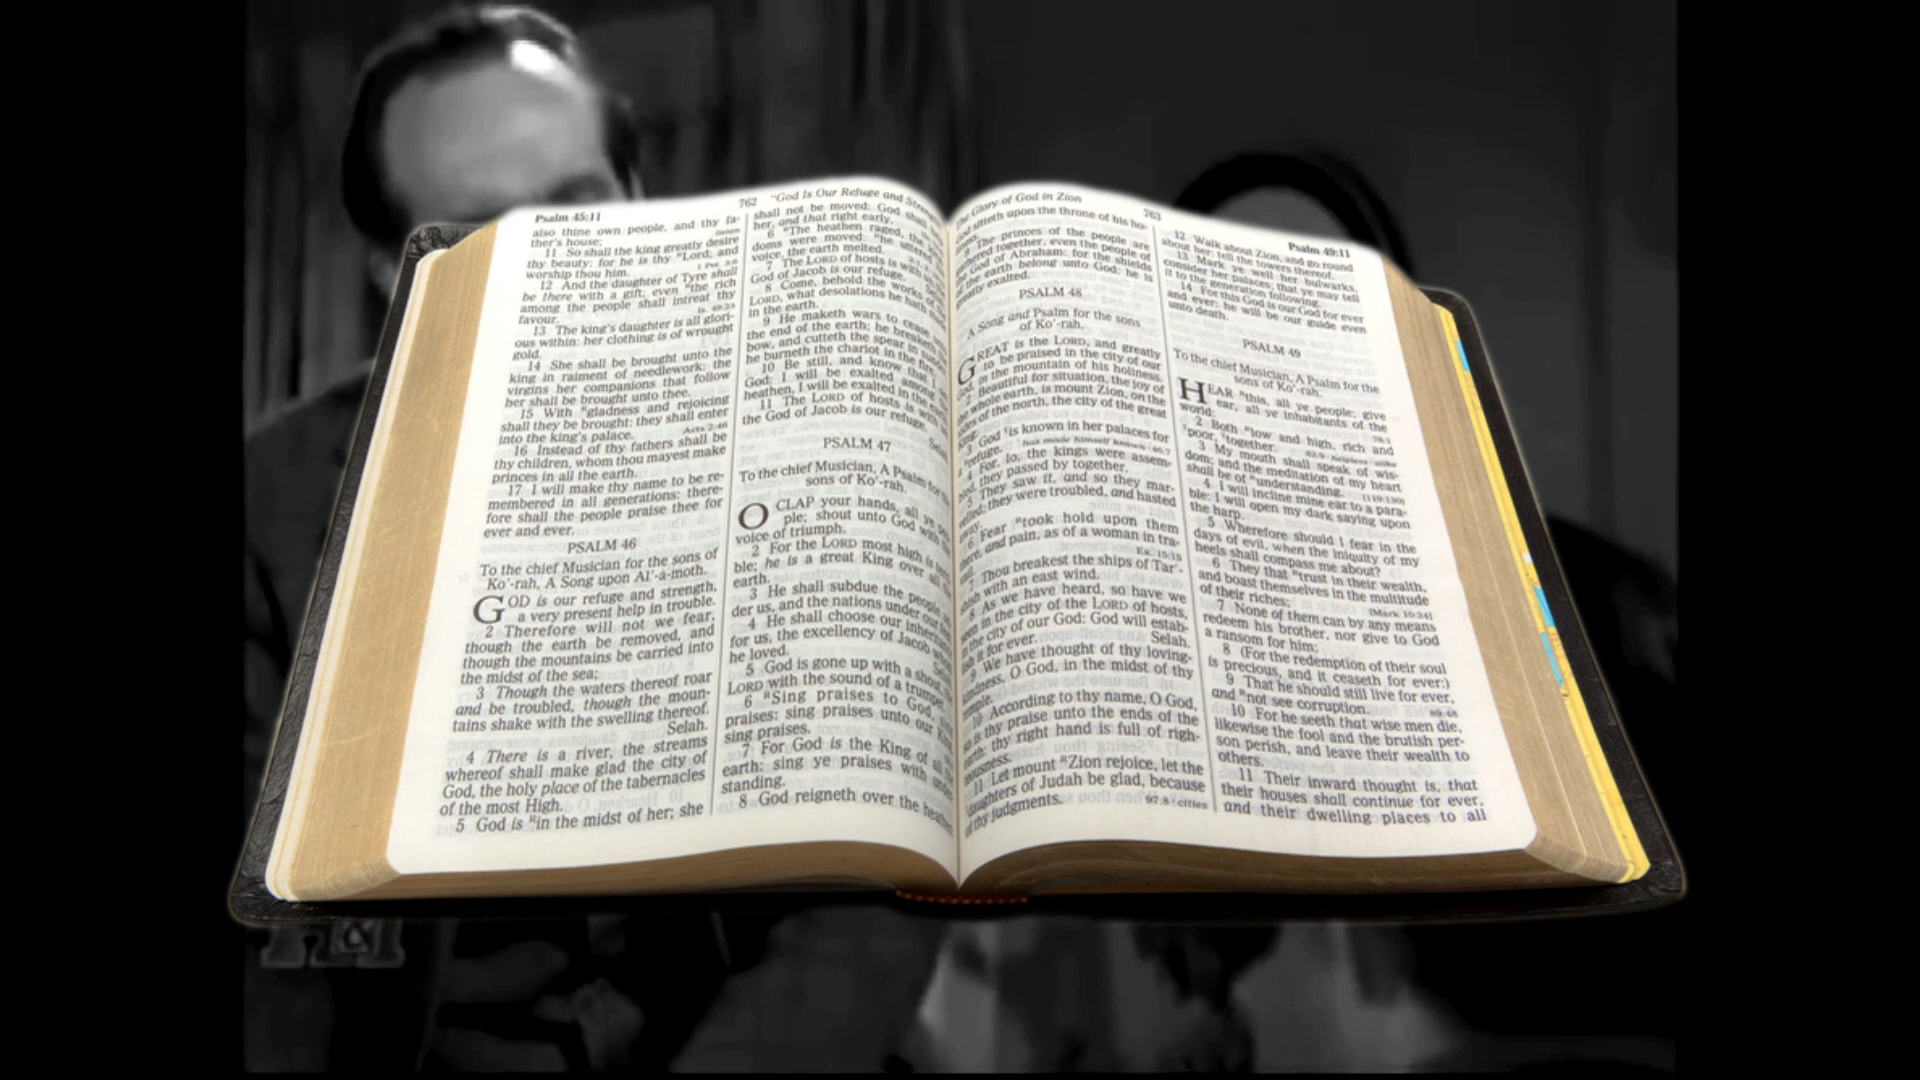 Psalm 45:11
762
"God Is Our Refuge and
also thine own people, and thy fa-
ther's house;
11 So shall the king greatly desire
thy beauty: for he is thy "Lord; and
worship thou him.
12 And the daughter of Tyre shall
be there with a gift; even "the rich
among the people shall intreat thy
favour.
13 The king's daughter is all glori-
ous within: her clothing is of wrought
gold.
14 She shall be brought unto the
king in raiment of needlework: the
virgins her companions that follow
her shall be brought unto thee.
15 With "gladness and rejoicing
shall they be brought: they shall enter
into the king's palace. Acts 2:46
16 Instead of thy fathers shall be
thy children, whom thou mayest make
princes in all the earth.
17 I will make thy name to be re-
membered in all generations: there-
fore shall the people praise thee for
ever and ever.
PSALM 46
To the chief Musician for the sons of
Ko'-rah, A Song upon Al'-a-moth.
GOD is our refuge and strength,
a very present help in trouble.
2 Therefore will not we fear,
though the earth be removed, and
though the mountains be carried into
the midst of the sea;
3 Though the waters thereof roar
and be troubled, though the moun-
tains shake with the swelling thereof.
Selah.
4 There is a river, the streams
whereof shall make glad the city of
God, the holy place of the tabernacles
of the most High.
5 God is "in the midst of her; she
shall not be moved: God
her, and that right early.
6 "The heathen raged, the
doms were moved: "he uttered
voice, the earth melted.
7 The LORD of hosts is with
God of Jacob is our refuge.
8 Come, behold the works of
LORD, what desolations he hath
in the earth.
9 He maketh wars to cease
the end of the earth; he breaketh
bow, and cutteth the spear in
he burneth the chariot in the fire.
10 Be still, and know that I
God: I will be exalted among
heathen, I will be exalted in the
11 The LORD of hosts is with
the God of Jacob is our refuge.
PSALM 47
To the chief Musician, A Psalm for the
sons of Ko'-rah.
O CLAP your hands, all ye
ple; shout unto God with the
voice of triumph.
2 For the LORD most high is
ble; he is a great King over all
earth.
3 He shall subdue the people
der us, and the nations under our
4 He shall choose our
for us, the excellency of Jacob
he loved.
5 God is gone up with a shout,
LORD with the sound of a trumpet.
6 "Sing praises to God,
praises: sing praises unto our
sing praises.
7 For God is the King of all
earth: sing ye praises with
standing.
8 God reigneth over the
Glory of God in Zion
763
Psalm 49:11
sitteth upon the throne of his ho-
The princes of the people are
together, even the people of
God of Abraham: for the shields
the earth belong unto God: he is
greatly exalted.
PSALM 48
A Song and Psalm for the sons
of Ko'-rah.
GREAT is the LORD, and greatly
to be praised in the city of our
God, in the mountain of his holiness.
2 Beautiful for situation, the joy of
the whole earth, is mount Zion, on the
of the north, the city of the great
3 God is known in her palaces for
refuge.
4 For, lo, the kings were assem-
they passed by together.
5 They saw it, and so they mar-
they were troubled, and hasted
6 Fear "took hold upon them
and pain, as of a woman in tra-
Thou breakest the ships of Tar'-
with an east wind.
8 As we have heard, so have we
in the city of the LORD of hosts,
the city of our God: God will estab-
it for ever. Selah.
9 We have thought of thy loving-
kindness, O God, in the midst of thy
10 According to thy name, O God,
so is thy praise unto the ends of the
thy right hand is full of righ-
11 Let mount "Zion rejoice, let the
daughters of Judah be glad, because
of thy judgments. 97:8 - cities
12 Walk about Zion, and go round
about her: tell the towers thereof.
13 Mark ye well her bulwarks,
consider her palaces; that ye may tell
it to the generation following.
14 For this God is our God for ever
and ever: he will be our guide even
unto death.
PSALM 49
To the chief Musician, A Psalm for the
sons of Ko'-rah.
HEAR "this, all ye people; give
ear, all ye inhabitants of the
world:
2 Both "low and high, rich and
"poor, "together.
3 My mouth shall speak of wis-
dom; and the meditation of my heart
shall be of "understanding.
4 I will incline mine ear to a para-
ble: I will open my dark saying upon
the harp.
5 Wherefore should I fear in the
days of evil, when the iniquity of my
heels shall compass me about?
6 They that "trust in their wealth,
and boast themselves in the multitude
of their riches;
7 None of them can by any means
redeem his brother, nor give to God
a ransom for him:
8 (For the redemption of their soul
is precious, and it ceaseth for ever:)
9 That he should still live for ever,
and "not see corruption.
10 For he seeth that wise men die,
likewise the fool and the brutish per-
son perish, and leave their wealth to
others.
11 Their inward thought is, that
their houses shall continue for ever,
and their dwelling places to all